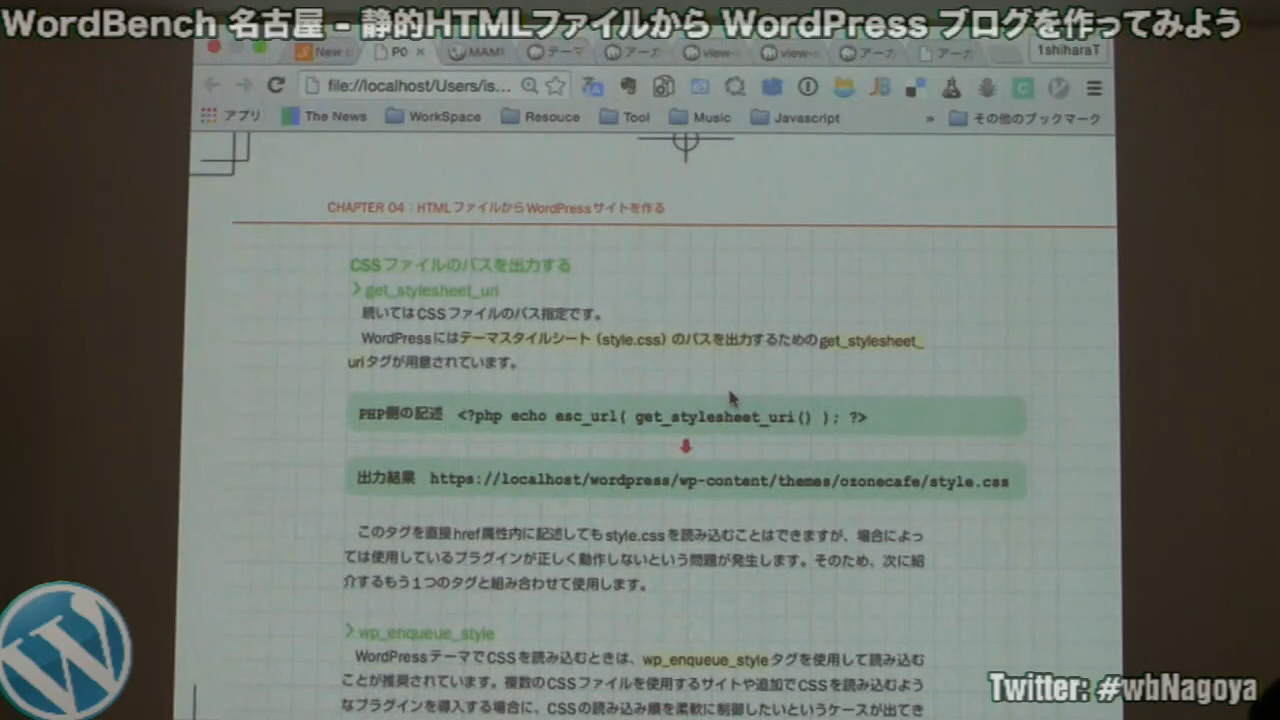 WordBench 名古屋 - 静的HTMLファイルから WordPress ブログを作ってみよう
New P0 MAM テーマ アーカ view- view- アーカ アーカ 1shiharaT
file://localhost/Users/is...
アプリ The News WorkSpace Resouce Tool Music Javascript » その他のブックマーク
CHAPTER 04 : HTMLファイルからWordPressサイトを作る
CSSファイルのパスを出力する
get_stylesheet_uri
続いてはCSSファイルのパス指定です。
WordPressにはテーマスタイルシート（style.css）のパスを出力するためのget_stylesheet_
uriタグが用意されています。
PHP側の記述 <?php echo esc_url( get_stylesheet_uri() ); ?>
出力結果 https://localhost/wordpress/wp-content/themes/ozonecafe/style.css
このタグを直接href属性内に記述してもstyle.cssを読み込むことはできますが、場合によっ
ては使用しているプラグインが正しく動作しないという問題が発生します。そのため、次に紹
介するもう1つのタグと組み合わせて使用します。
wp_enqueue_style
WordPressテーマでCSSを読み込むときは、wp_enqueue_styleタグを使用して読み込む
ことが推奨されています。複数のCSSファイルを使用するサイトや追加でCSSを読み込むよう
なプラグインを導入する場合に、CSSの読み込み順を柔軟に制御したいというケースが出てき
Twitter: #wbNagoya